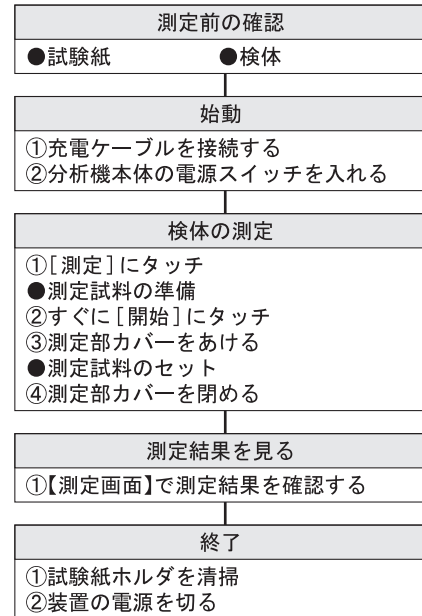 測定前の確認
●試験紙 ●検体
始動
①充電ケーブルを接続する
②分析機本体の電源スイッチを入れる
検体の測定
①[測定]にタッチ
●測定試料の準備
②すぐに[開始]にタッチ
③測定部カバーをあける
●測定試料のセット
④測定部カバーを閉める
測定結果を見る
①【測定画面】で測定結果を確認する
終了
①試験紙ホルダを清掃
②装置の電源を切る